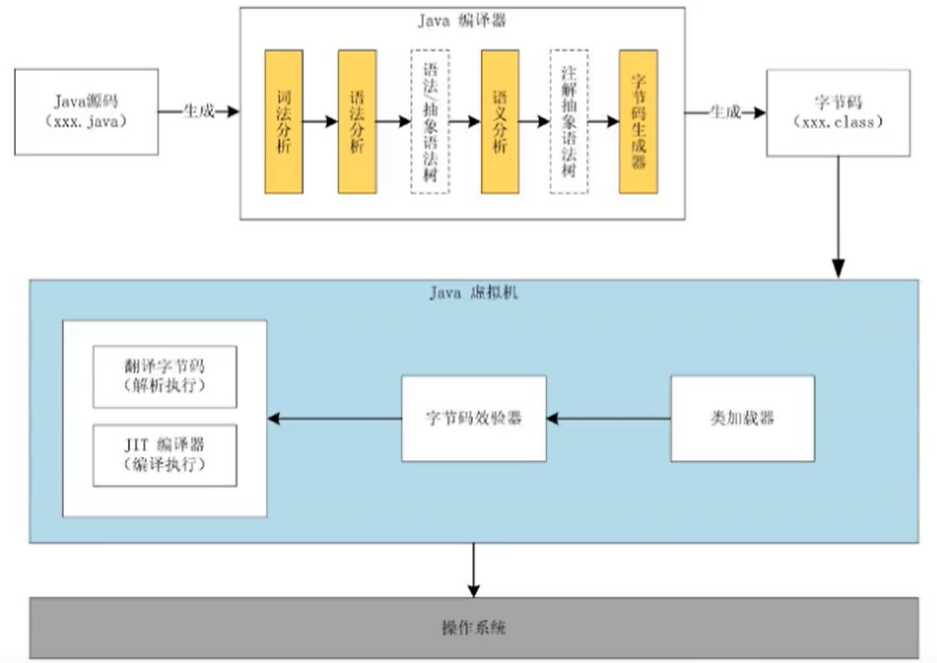 Java 编译器
Java源码
（xxx.java）
生成
词法分析
语法分析
语法/抽象语法树
语义分析
注解抽象语法树
字节码生成器
生成
字节码
（xxx.class）
Java 虚拟机
翻译字节码
（解析执行）
JIT 编译器
（编译执行）
字节码效验器
类加载器
操作系统